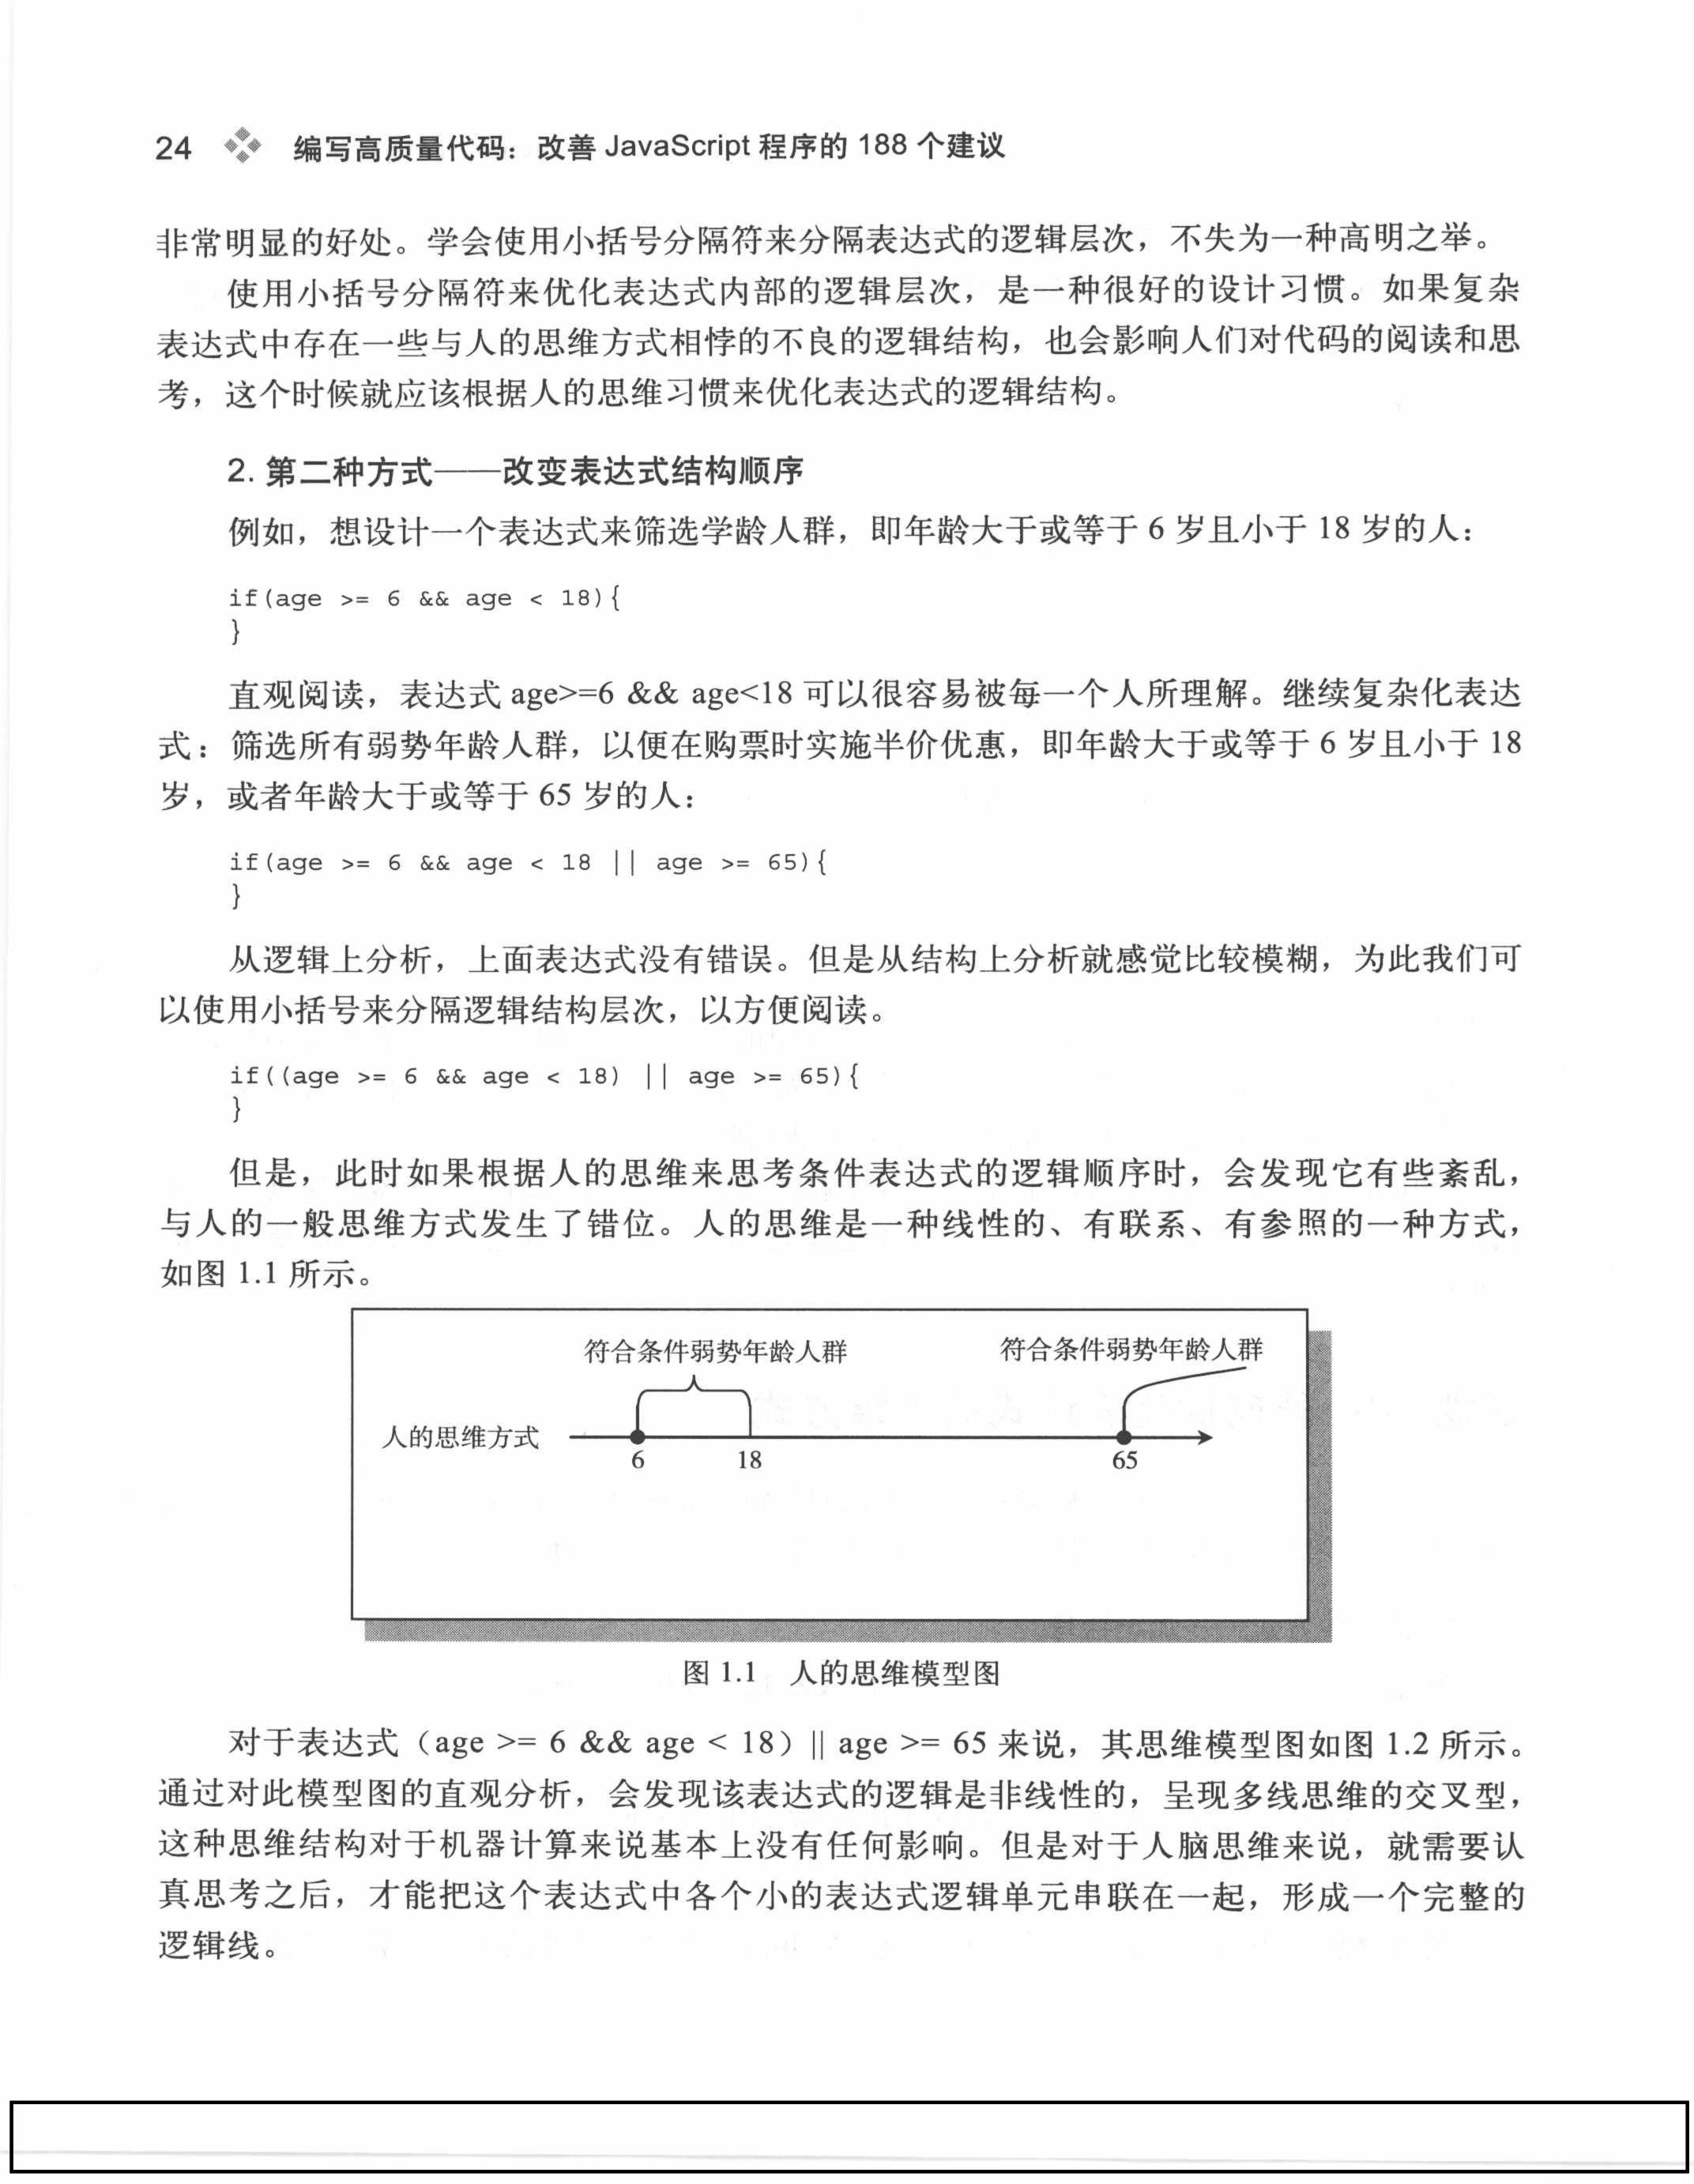 24 编写高质量代码：改善 JavaScript 程序的 188 个建议
非常明显的好处。学会使用小括号分隔符来分隔表达式的逻辑层次，不失为一种高明之举。
使用小括号分隔符来优化表达式内部的逻辑层次，是一种很好的设计习惯。如果复杂
表达式中存在一些与人的思维方式相悖的不良的逻辑结构，也会影响人们对代码的阅读和思
考，这个时候就应该根据人的思维习惯来优化表达式的逻辑结构。
2. 第二种方式——改变表达式结构顺序
例如，想设计一个表达式来筛选学龄人群，即年龄大于或等于 6 岁且小于 18 岁的人：
if(age >= 6 && age < 18){
}
直观阅读，表达式 age>=6 && age<18 可以很容易被每一个人所理解。继续复杂化表达
式：筛选所有弱势年龄人群，以便在购票时实施半价优惠，即年龄大于或等于 6 岁且小于 18
岁，或者年龄大于或等于 65 岁的人：
if(age >= 6 && age < 18 || age >= 65){
}
从逻辑上分析，上面表达式没有错误。但是从结构上分析就感觉比较模糊，为此我们可
以使用小括号来分隔逻辑结构层次，以方便阅读。
if((age >= 6 && age < 18) || age >= 65){
}
但是，此时如果根据人的思维来思考条件表达式的逻辑顺序时，会发现它有些紊乱，
与人的一般思维方式发生了错位。人的思维是一种线性的、有联系、有参照的一种方式，
如图 1.1 所示。
符合条件弱势年龄人群 符合条件弱势年龄人群
人的思维方式
6 18 65
图 1.1 人的思维模型图
对于表达式（age >= 6 && age < 18）|| age >= 65 来说，其思维模型图如图 1.2 所示。
通过对此模型图的直观分析，会发现该表达式的逻辑是非线性的，呈现多线思维的交叉型，
这种思维结构对于机器计算来说基本上没有任何影响。但是对于人脑思维来说，就需要认
真思考之后，才能把这个表达式中各个小的表达式逻辑单元串联在一起，形成一个完整的
逻辑线。